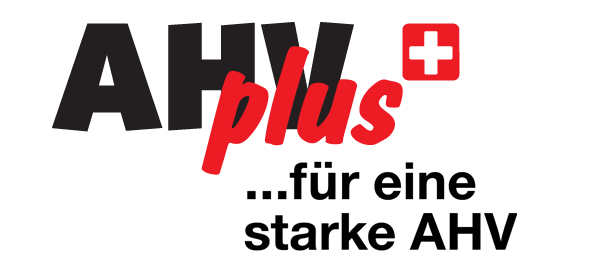 AHV
plus
...für eine
starke AHV